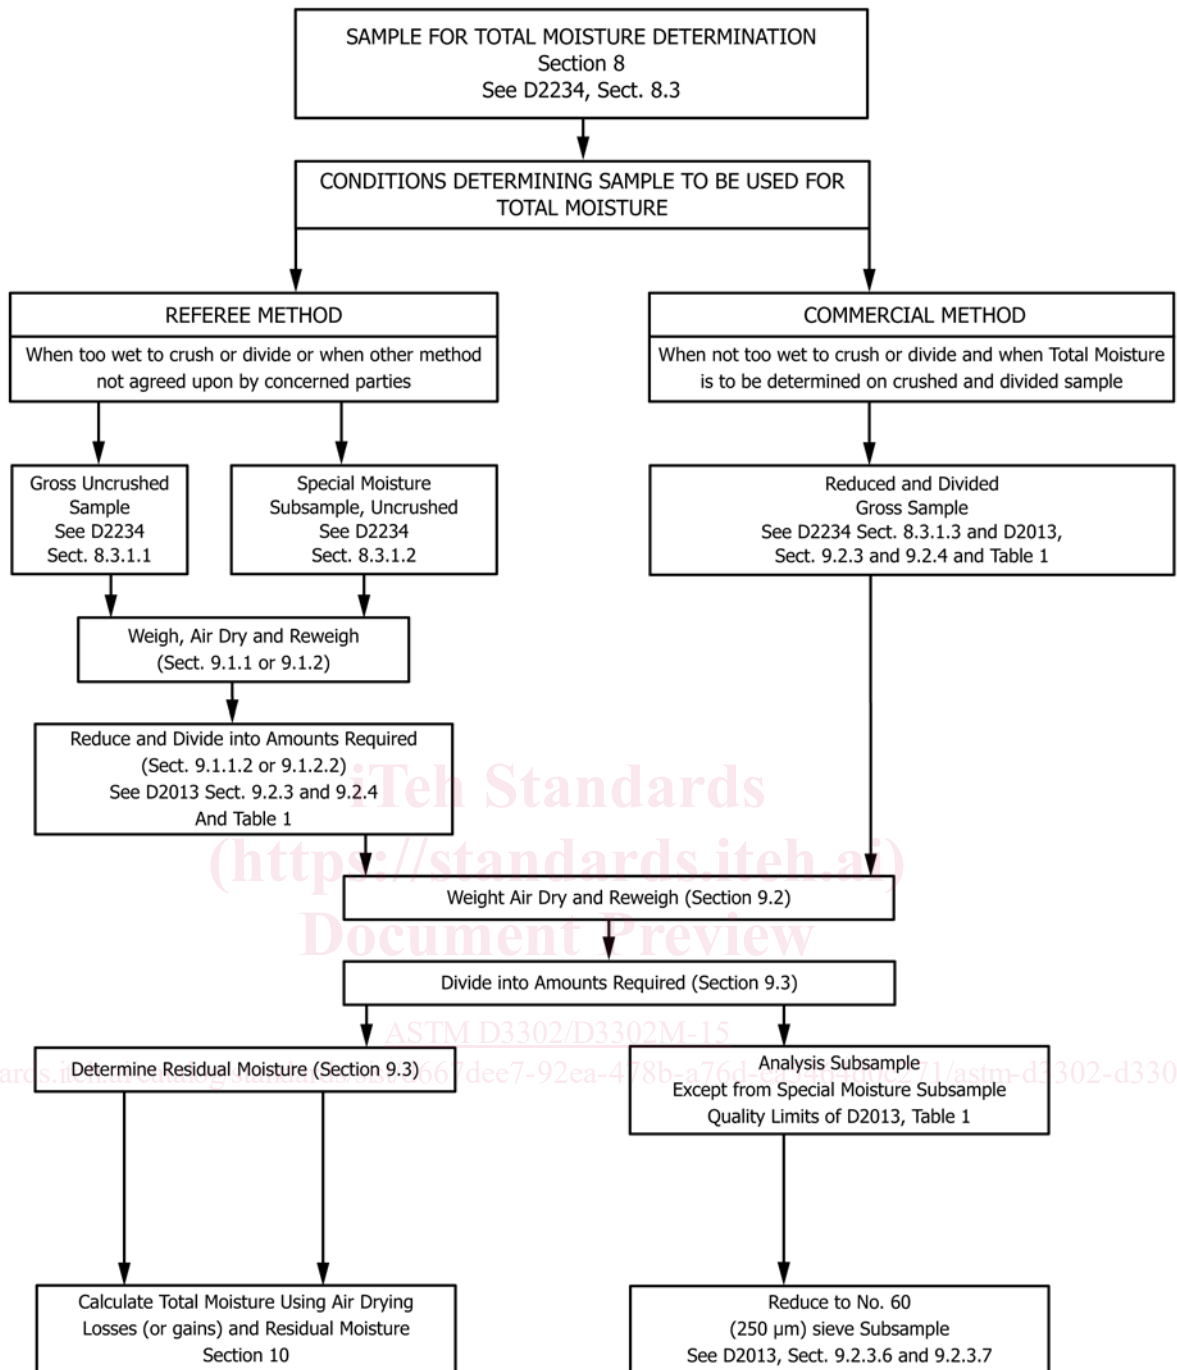 SAMPLE FOR TOTAL MOISTURE DETERMINATION
Section 8
See D2234, Sect. 8.3
CONDITIONS DETERMINING SAMPLE TO BE USED FOR
TOTAL MOISTURE
REFEREE METHOD
When too wet to crush or divide or when other method
not agreed upon by concerned parties
COMMERCIAL METHOD
When not too wet to crush or divide and when Total Moisture
is to be determined on crushed and divided sample
Gross Uncrushed
Sample
See D2234
Sect. 8.3.1.1
Special Moisture
Subsample, Uncrushed
See D2234
Sect. 8.3.1.2
Reduced and Divided
Gross Sample
See D2234 Sect. 8.3.1.3 and D2013,
Sect. 9.2.3 and 9.2.4 and Table 1
Weigh, Air Dry and Reweigh
(Sect. 9.1.1 or 9.1.2)
Reduce and Divide into Amounts Required
(Sect. 9.1.1.2 or 9.1.2.2)
See D2013 Sect. 9.2.3 and 9.2.4
And Table 1
iTeh Standards
(https://standards.iteh.ai)
Document Preview
Weight Air Dry and Reweigh (Section 9.2)
Divide into Amounts Required (Section 9.3)
ASTM D3302/D3302M-15
Determine Residual Moisture (Section 9.3)
Analysis Subsample
Except from Special Moisture Subsample
Quality Limits of D2013, Table 1
Calculate Total Moisture Using Air Drying
Losses (or gains) and Residual Moisture
Section 10
Reduce to No. 60
(250 µm) sieve Subsample
See D2013, Sect. 9.2.3.6 and 9.2.3.7